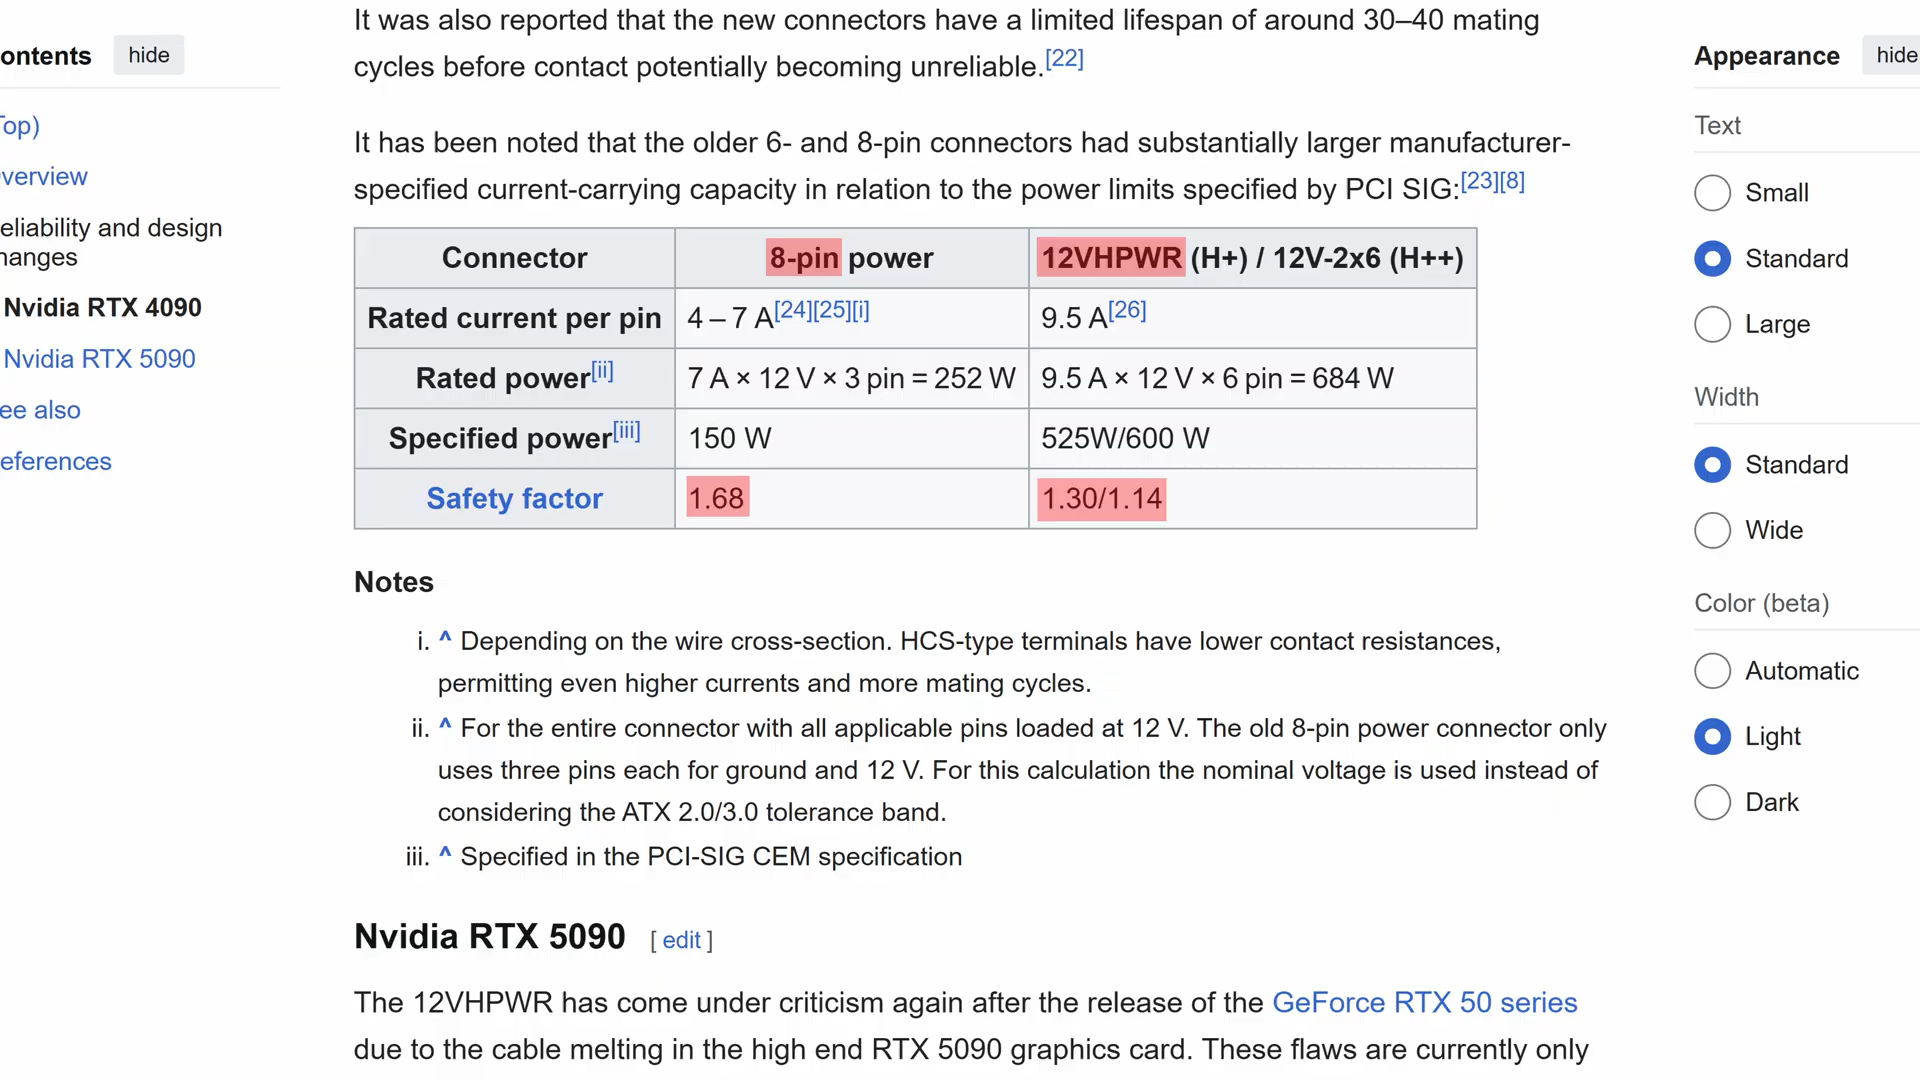 ontents hide
Top)
verview
eliability and design
hanges
Nvidia RTX 4090
Nvidia RTX 5090
ee also
eferences
It was also reported that the new connectors have a limited lifespan of around 30–40 mating
cycles before contact potentially becoming unreliable.[22]
It has been noted that the older 6- and 8-pin connectors had substantially larger manufacturer-
specified current-carrying capacity in relation to the power limits specified by PCI SIG:[23][8]
Connector 8-pin power 12VHPWR (H+) / 12V-2x6 (H++)
Rated current per pin 4 – 7 A[24][25][i] 9.5 A[26]
Rated power[ii] 7 A × 12 V × 3 pin = 252 W 9.5 A × 12 V × 6 pin = 684 W
Specified power[iii] 150 W 525W/600 W
Safety factor 1.68 1.30/1.14
Notes
i. ^ Depending on the wire cross-section. HCS-type terminals have lower contact resistances,
permitting even higher currents and more mating cycles.
ii. ^ For the entire connector with all applicable pins loaded at 12 V. The old 8-pin power connector only
uses three pins each for ground and 12 V. For this calculation the nominal voltage is used instead of
considering the ATX 2.0/3.0 tolerance band.
iii. ^ Specified in the PCI-SIG CEM specification
Nvidia RTX 5090 [ edit ]
The 12VHPWR has come under criticism again after the release of the GeForce RTX 50 series
due to the cable melting in the high end RTX 5090 graphics card. These flaws are currently only
Appearance hide
Text
Small
Standard
Large
Width
Standard
Wide
Color (beta)
Automatic
Light
Dark